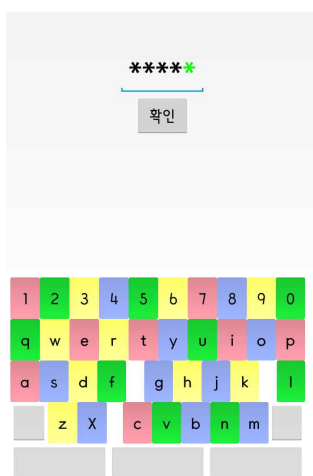 *****
확인
1 2 3 4 5 6 7 8 9 0
q w e r t y u i o p
a s d f g h j k l
z X c v b n m